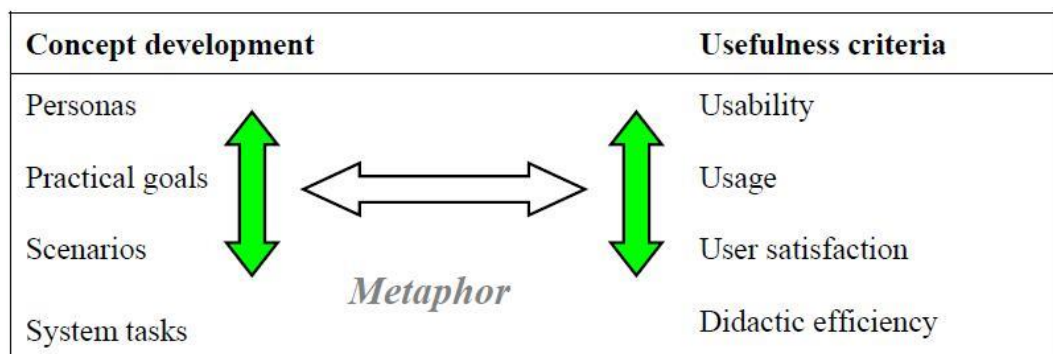 Concept development
Usefulness criteria
Personas
Usability
Practical goals
Usage
Scenarios
User satisfaction
Metaphor
System tasks
Didactic efficiency